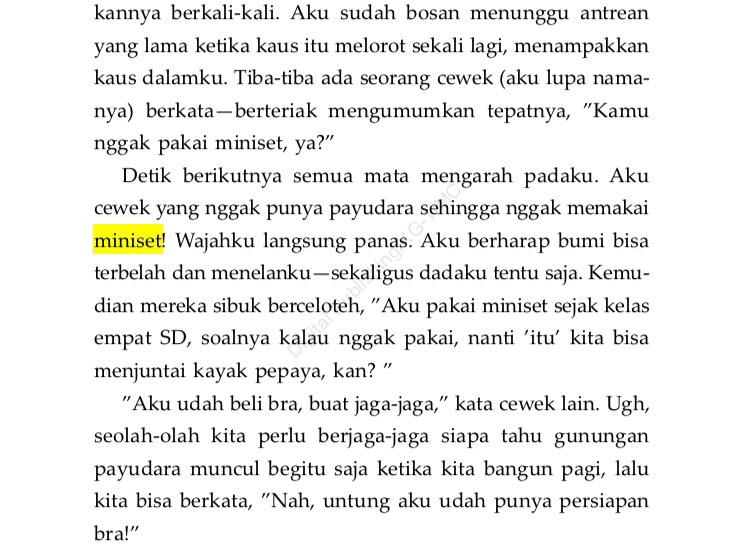 kannya berkali-kali. Aku sudah bosan menunggu antrean
yang lama ketika kaus itu melorot sekali lagi, menampakkan
kaus dalamku. Tiba-tiba ada seorang cewek (aku lupa nama-
nya) berkata—berteriak mengumumkan tepatnya, ”Kamu
nggak pakai miniset, ya?”
Detik berikutnya semua mata mengarah padaku. Aku
cewek yang nggak punya payudara sehingga nggak memakai
miniset! Wajahku langsung panas. Aku berharap bumi bisa
terbelah dan menelanku—sekaligus dadaku tentu saja. Kemu-
dian mereka sibuk berceloteh, ”Aku pakai miniset sejak kelas
empat SD, soalnya kalau nggak pakai, nanti ’itu’ kita bisa
menjuntai kayak pepaya, kan? ”
”Aku udah beli bra, buat jaga-jaga,” kata cewek lain. Ugh,
seolah-olah kita perlu berjaga-jaga siapa tahu gunungan
payudara muncul begitu saja ketika kita bangun pagi, lalu
kita bisa berkata, ”Nah, untung aku udah punya persiapan
bra!”